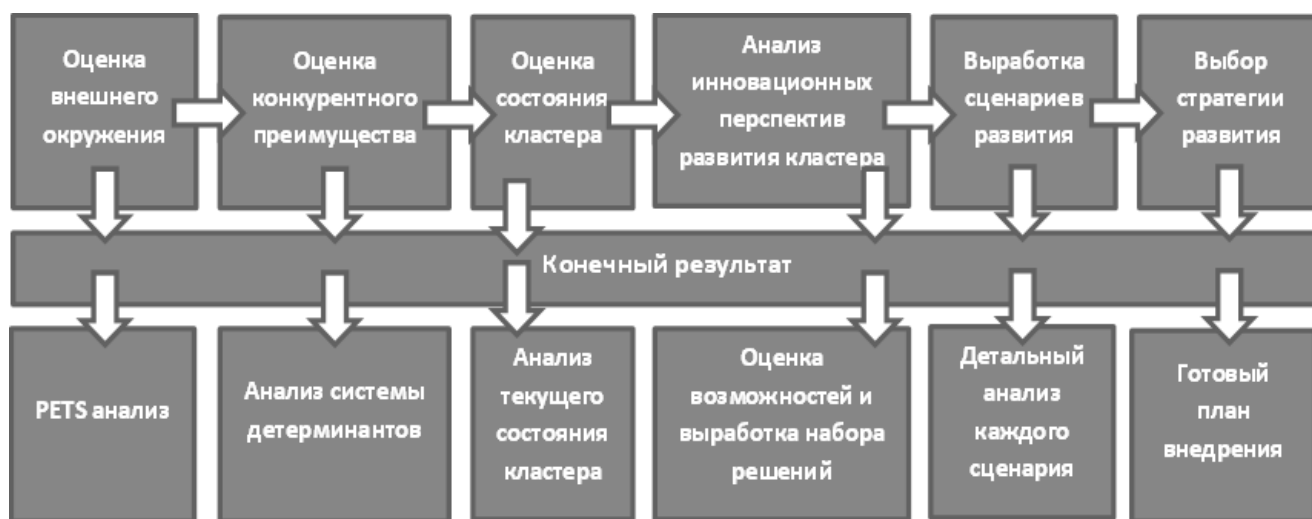 Оценка
внешнего
окружения
Оценка
конкурентного
преимущества
Оценка
состояния
кластера
Анализ
инновационных
перспектив
развития кластера
Выработка
сценариев
развития
Выбор
стратегии
развития
Конечный результат
PETS анализ
Анализ системы
детерминантов
Анализ
текущего
состояния
кластера
Оценка
возможностей и
выработка набора
решений
Детальный
анализ
каждого
сценария
Готовый
план
внедрения